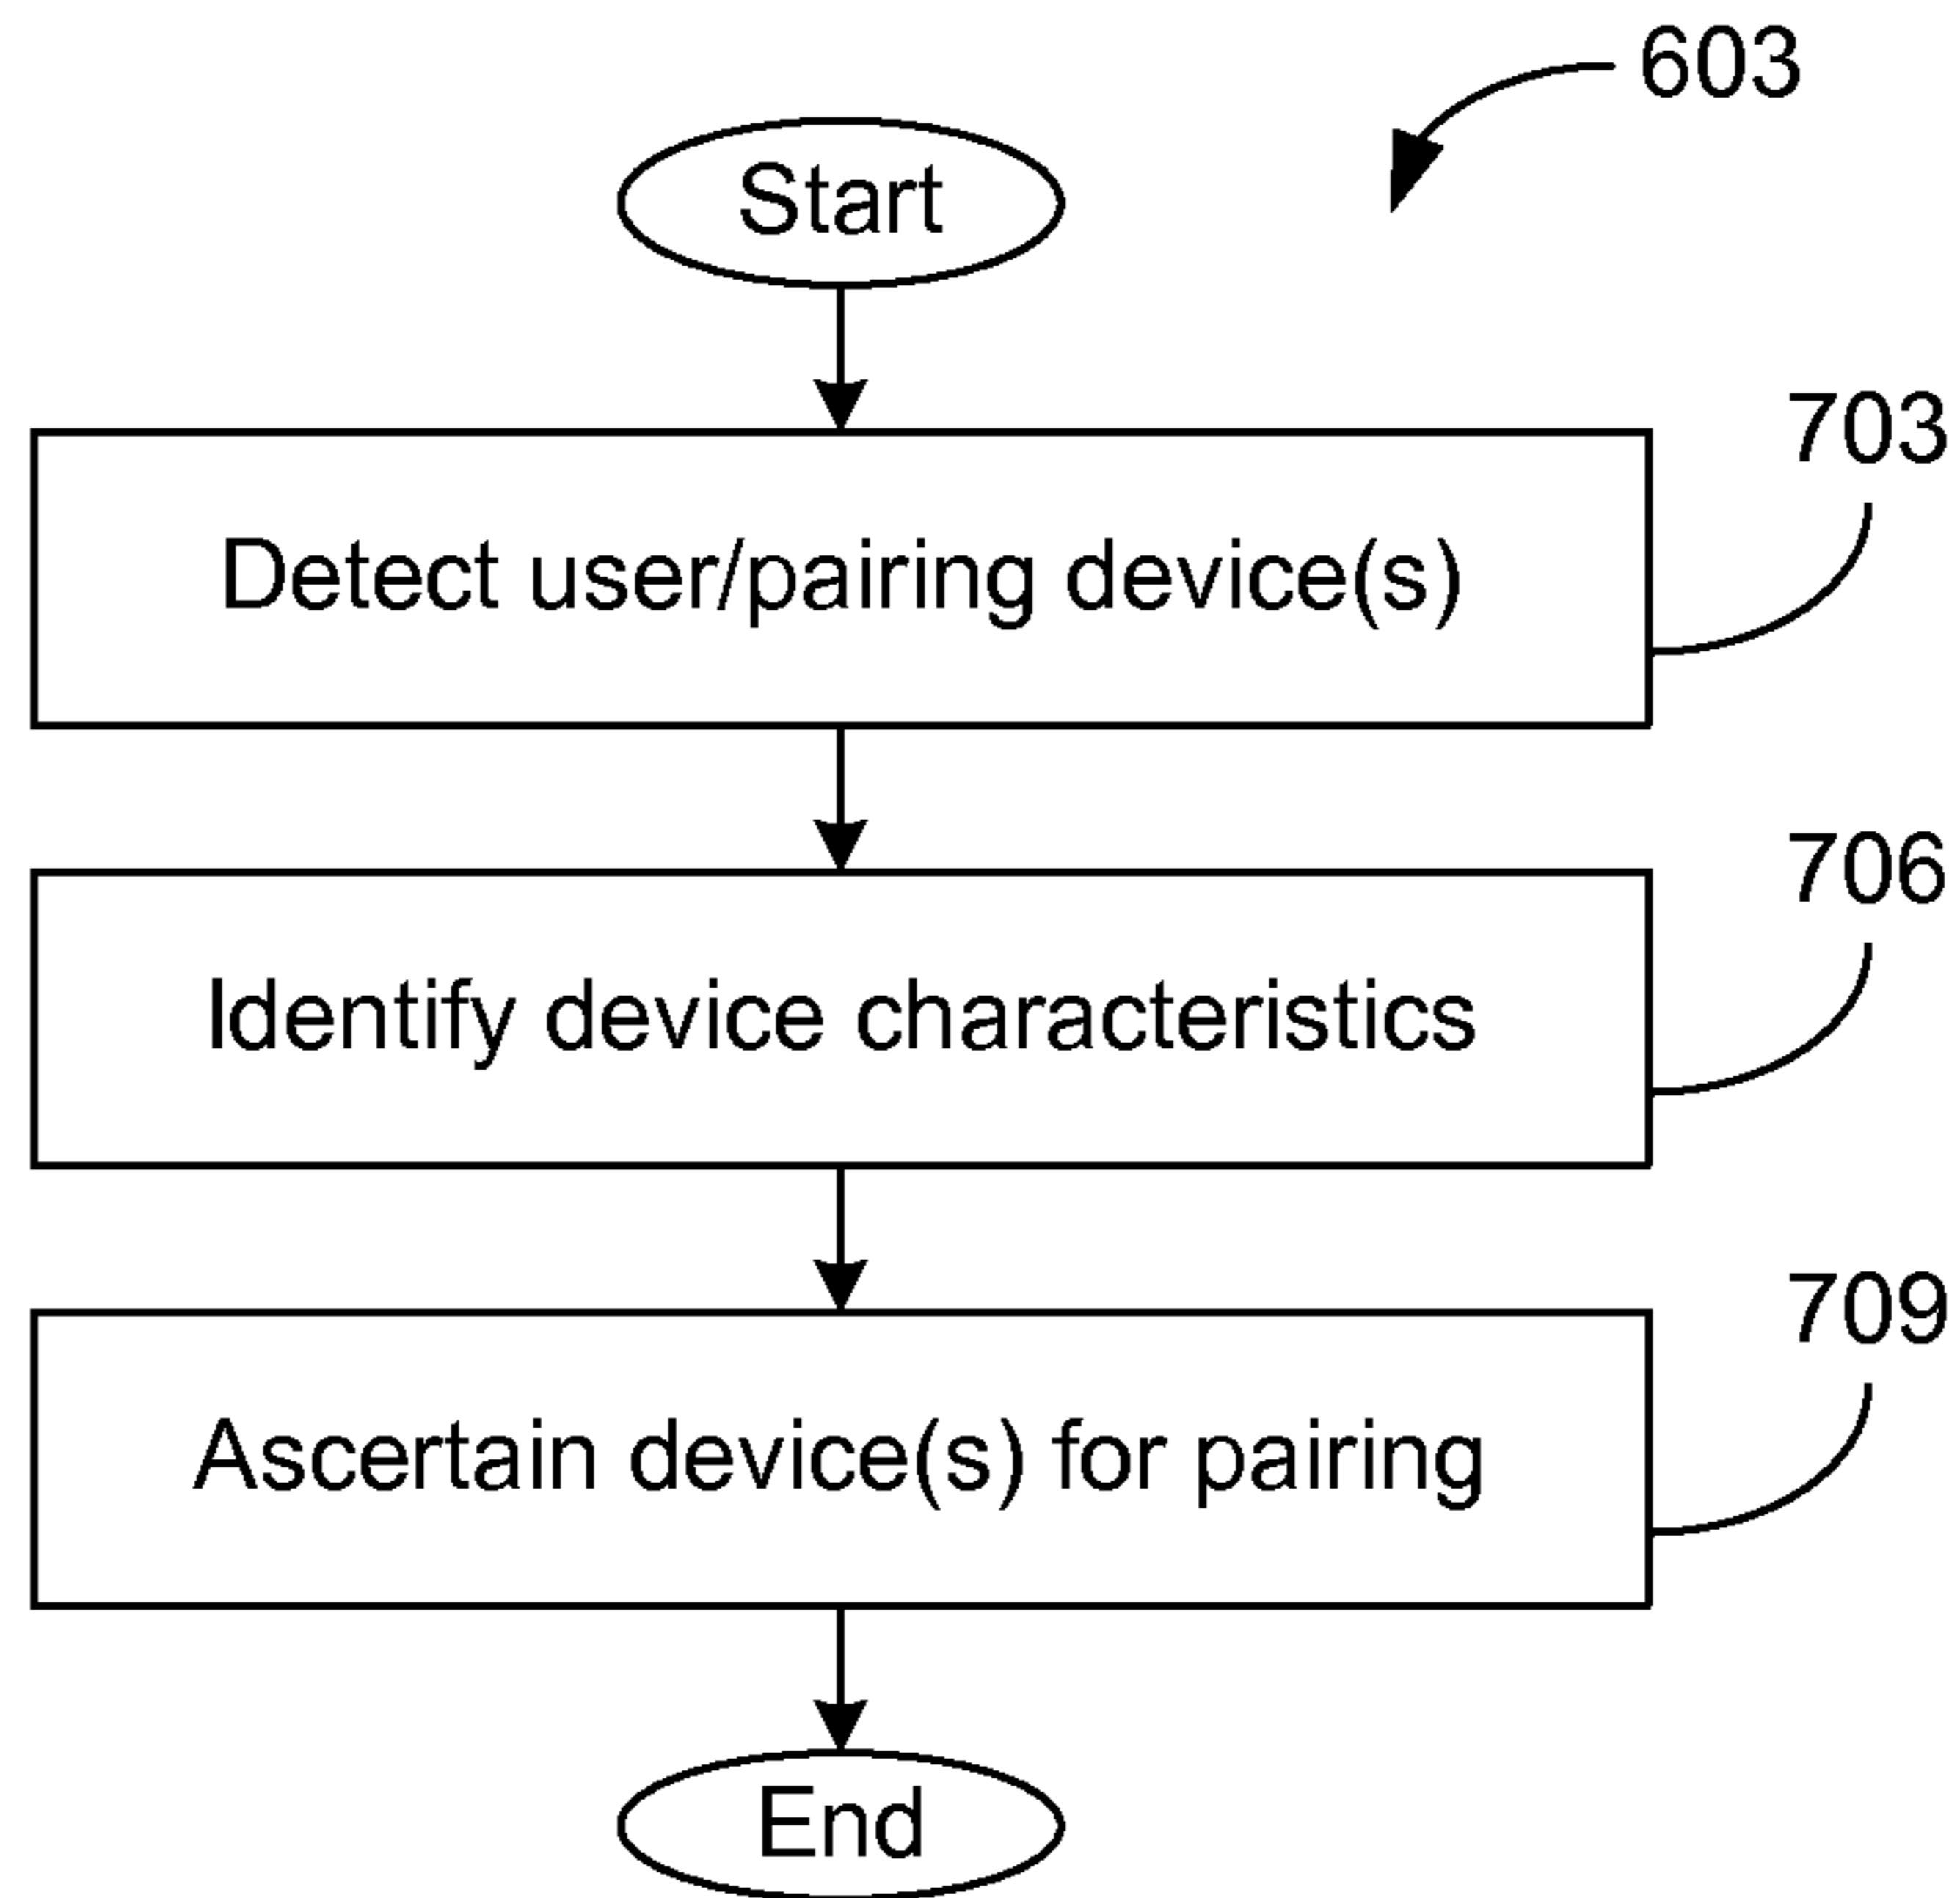 603
Start
703
Detect user/pairing device(s)
706
Identify device characteristics
709
Ascertain device(s) for pairing
End